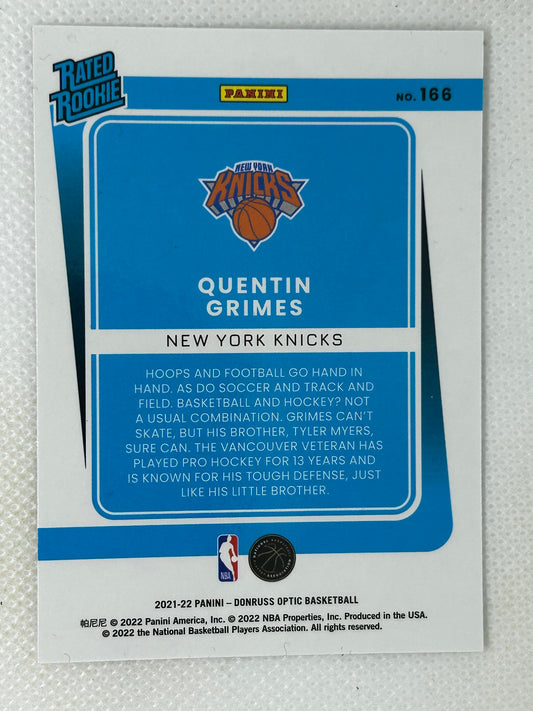 RATED
ROOKIE
PANINI
NO. 166
NEW YORK
KNICKS
QUENTIN
GRIMES
NEW YORK KNICKS
HOOPS AND FOOTBALL GO HAND IN
HAND. AS DO SOCCER AND TRACK AND
FIELD. BASKETBALL AND HOCKEY? NOT
A USUAL COMBINATION. GRIMES CAN'T
SKATE, BUT HIS BROTHER, TYLER MYERS,
SURE CAN. THE VANCOUVER VETERAN HAS
PLAYED PRO HOCKEY FOR 13 YEARS AND
IS KNOWN FOR HIS TOUGH DEFENSE, JUST
LIKE HIS LITTLE BROTHER.
NBA
NATIONAL BASKETBALL PLAYERS ASSOCIATION
2021-22 PANINI – DONRUSS OPTIC BASKETBALL
帕尼尼 © 2022 Panini America, Inc. © 2022 NBA Properties, Inc. Produced in the USA.
© 2022 the National Basketball Players Association. All rights reserved.